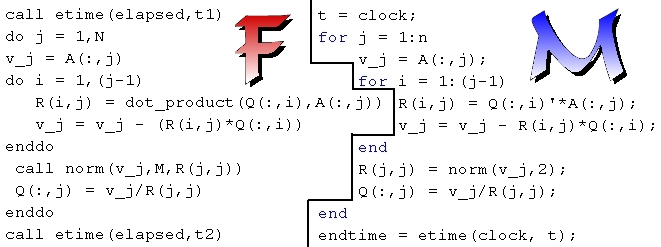 call etime(elapsed,t1)
do j = 1,N
v_j = A(:,j)
do i = 1,(j-1)
R(i,j) = dot_product(Q(:,i),A(:,j))
v_j = v_j - (R(i,j)*Q(:,i))
enddo
call norm(v_j,M,R(j,j))
Q(:,j) = v_j/R(j,j)
enddo
call etime(elapsed,t2)
F
t = clock;
for j = 1:n
v_j = A(:,j);
for i = 1:(j-1)
R(i,j) = Q(:,i)'*A(:,j);
v_j = v_j - R(i,j)*Q(:,i);
end
R(j,j) = norm(v_j,2);
Q(:,j) = v_j/R(j,j);
end
endtime = etime(clock, t);
M